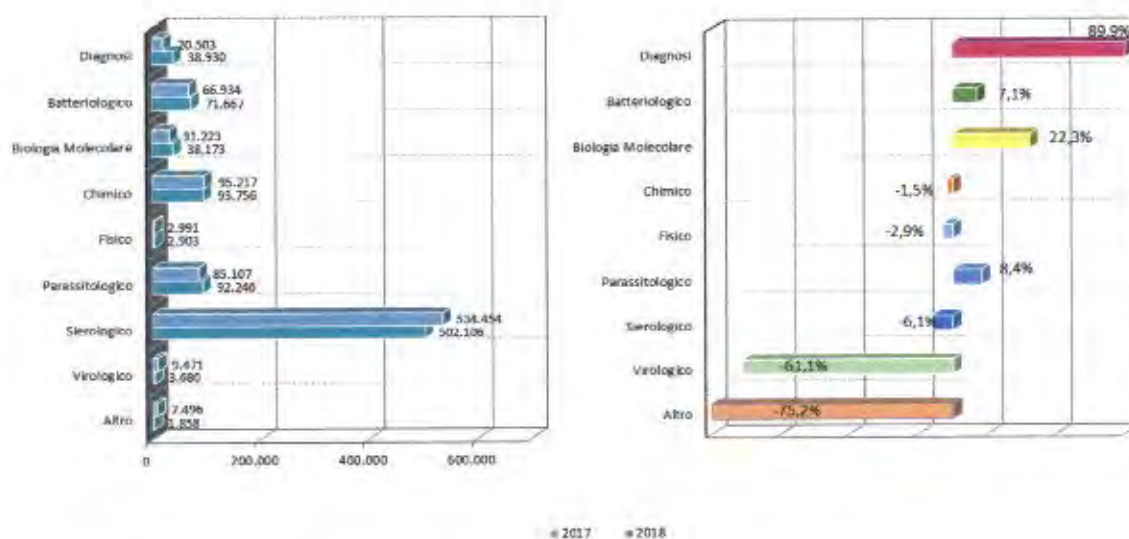 Diagnosi
20.503
38.930
Batteriologico
66.934
71.667
Biologia Molecolare
31.223
38.173
Chimico
95.217
93.756
Fisico
2.991
2.903
Parassitologico
85.107
92.246
Sierologico
534.454
502.106
Virologico
9.471
3.680
Altro
7.496
1.858
0
200.000
400.000
600.000
Diagnosi
89,9%
Batteriologico
7,1%
Biologia Molecolare
22,3%
Chimico
-1,5%
Fisico
-2,9%
Parassitologico
8,4%
Sierologico
-6,1%
Virologico
-61,1%
Altro
-75,2%
2017
2018